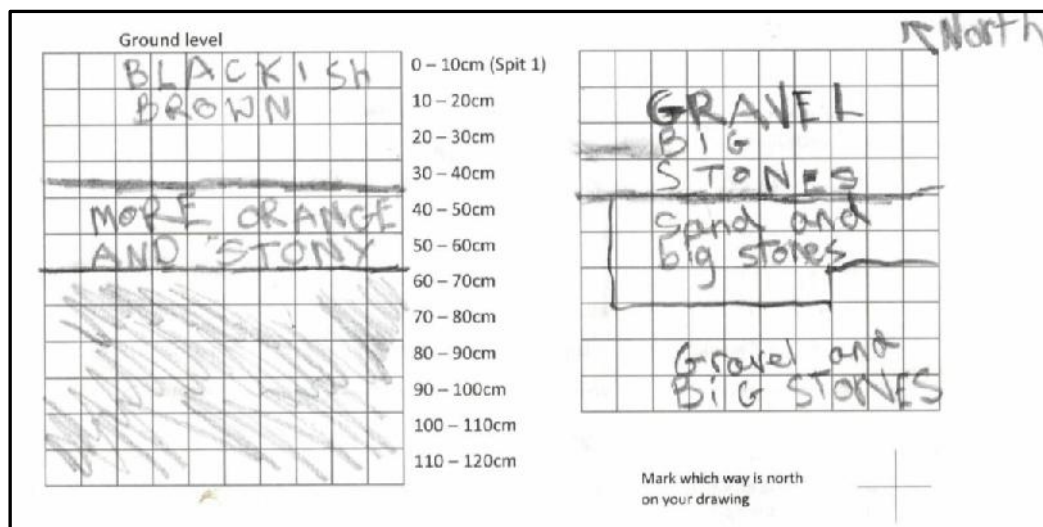 Ground level
BLACKISH
BROWN
MORE ORANGE
AND STONY
0 – 10cm (Spit 1)
10 – 20cm
20 – 30cm
30 – 40cm
40 – 50cm
50 – 60cm
60 – 70cm
70 – 80cm
80 – 90cm
90 – 100cm
100 – 110cm
110 – 120cm
North
GRAVEL
BIG
STONES
Sand and
big stones
Gravel and
BiG STONES
Mark which way is north
on your drawing